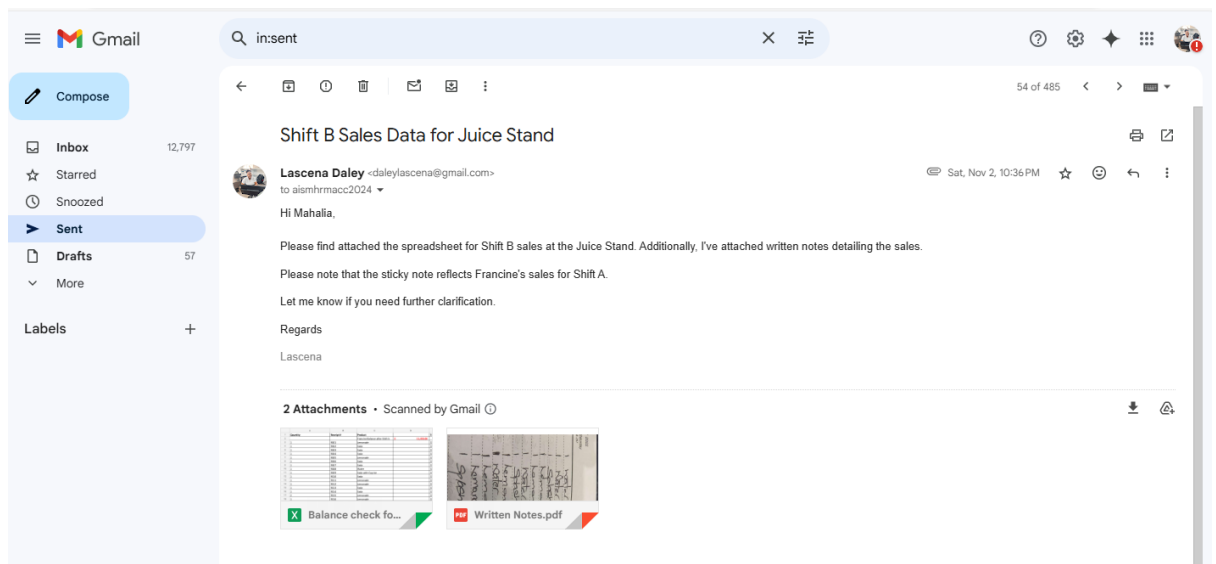 Gmail
in:sent
Compose
54 of 485
Inbox 12,797
Starred
Snoozed
Sent
Drafts 57
More
Labels
Shift B Sales Data for Juice Stand
Lascena Daley <daleylascena@gmail.com>
Sat, Nov 2, 10:36 PM
to aismhrmacc2024
Hi Mahalia,
Please find attached the spreadsheet for Shift B sales at the Juice Stand. Additionally, I've attached written notes detailing the sales.
Please note that the sticky note reflects Francine's sales for Shift A.
Let me know if you need further clarification.
Regards
Lascena
2 Attachments • Scanned by Gmail
X Balance check fo...
PDF Written Notes.pdf